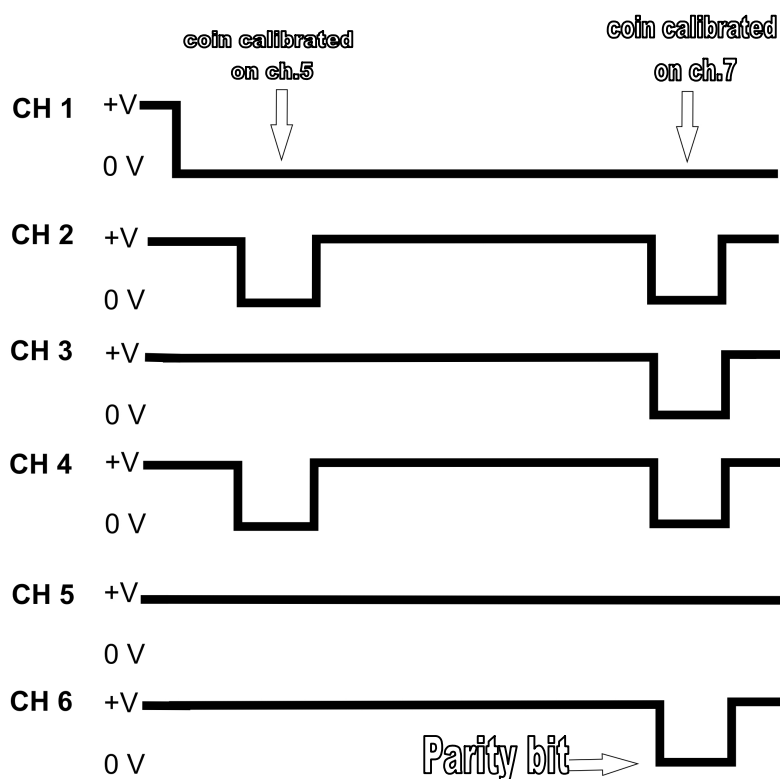 coin calibrated
on ch.5
coin calibrated
on ch.7
CH 1 +V
0 V
CH 2 +V
0 V
CH 3 +V
0 V
CH 4 +V
0 V
CH 5 +V
0 V
CH 6 +V
0 V
Parity bit